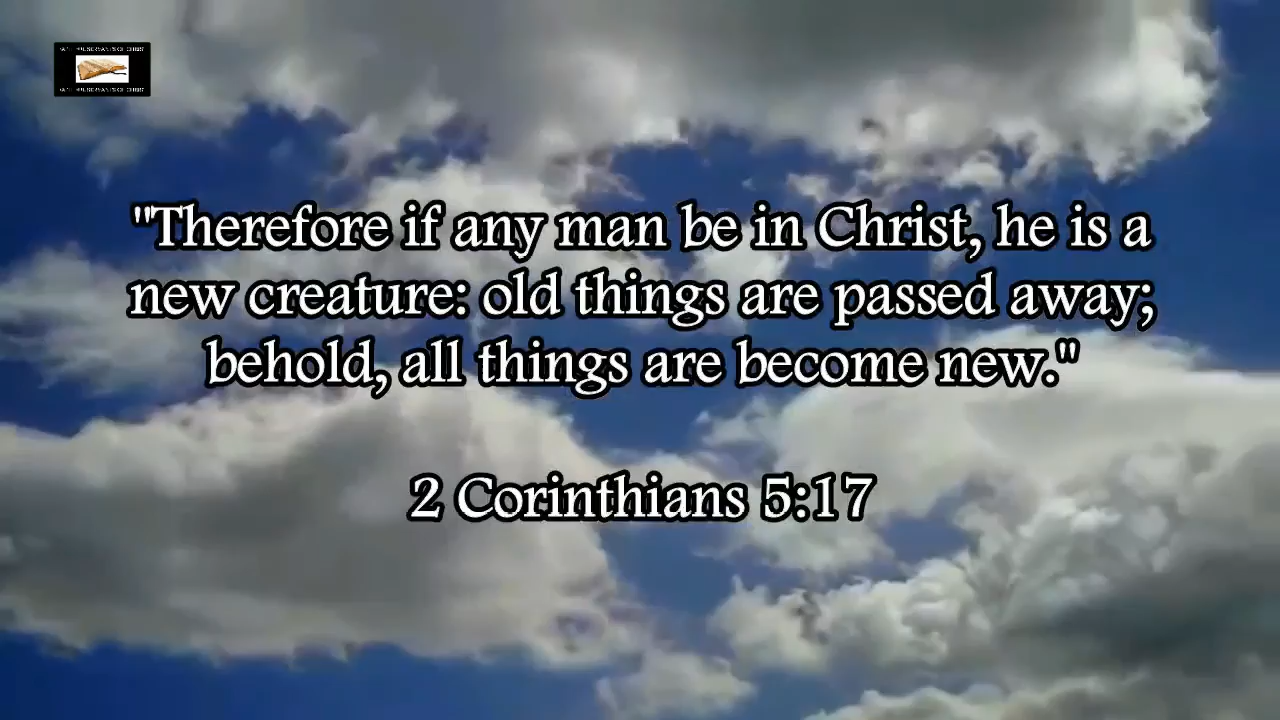 "Therefore if any man be in Christ, he is a
new creature: old things are passed away;
behold, all things are become new."
2 Corinthians 5:17